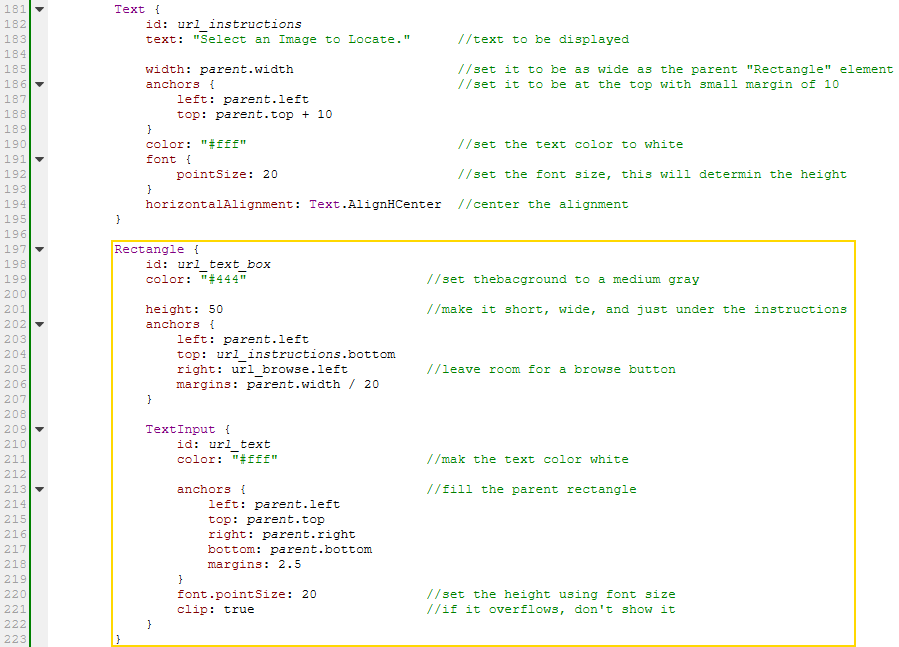 181 Text {
182 id: url_instructions
183 text: "Select an Image to Locate." //text to be displayed
184
185 width: parent.width //set it to be as wide as the parent "Rectangle" element
186 anchors { //set it to be at the top with small margin of 10
187 left: parent.left
188 top: parent.top + 10
189 }
190 color: "#fff" //set the text color to white
191 font {
192 pointSize: 20 //set the font size, this will determin the height
193 }
194 horizontalAlignment: Text.AlignHCenter //center the alignment
195 }
196
197 Rectangle {
198 id: url_text_box
199 color: "#444" //set thebacground to a medium gray
200
201 height: 50 //make it short, wide, and just under the instructions
202 anchors {
203 left: parent.left
204 top: url_instructions.bottom
205 right: url_browse.left //leave room for a browse button
206 margins: parent.width / 20
207 }
208
209 TextInput {
210 id: url_text
211 color: "#fff" //mak the text color white
212
213 anchors { //fill the parent rectangle
214 left: parent.left
215 top: parent.top
216 right: parent.right
217 bottom: parent.bottom
218 margins: 2.5
219 }
220 font.pointSize: 20 //set the height using font size
221 clip: true //if it overflows, don't show it
222 }
223 }